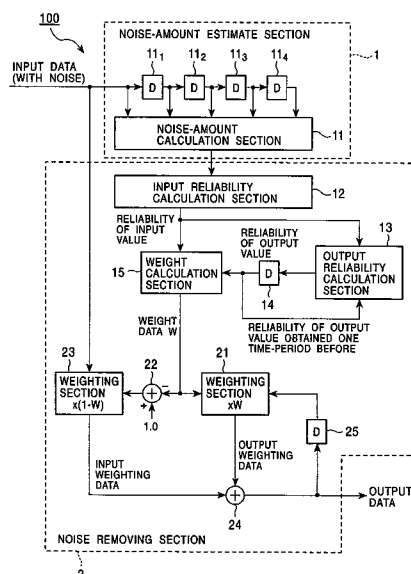 100
NOISE-AMOUNT ESTIMATE SECTION
INPUT DATA
(WITH NOISE)
11₁
11₂
11₃
11₄
1
D
D
D
D
NOISE-AMOUNT
CALCULATION SECTION
11
INPUT RELIABILITY
CALCULATION SECTION
12
RELIABILITY
OF INPUT
VALUE
RELIABILITY
OF OUTPUT
VALUE
13
15
WEIGHT
CALCULATION
SECTION
D
14
OUTPUT
RELIABILITY
CALCULATION
SECTION
WEIGHT
DATA W
RELIABILITY OF OUTPUT
VALUE OBTAINED ONE
TIME-PERIOD BEFORE
23
22
21
WEIGHTING
SECTION
x(1-W)
+
−
+
1.0
WEIGHTING
SECTION
xW
D
25
INPUT
WEIGHTING
DATA
OUTPUT
WEIGHTING
DATA
+
24
OUTPUT
DATA
NOISE REMOVING SECTION